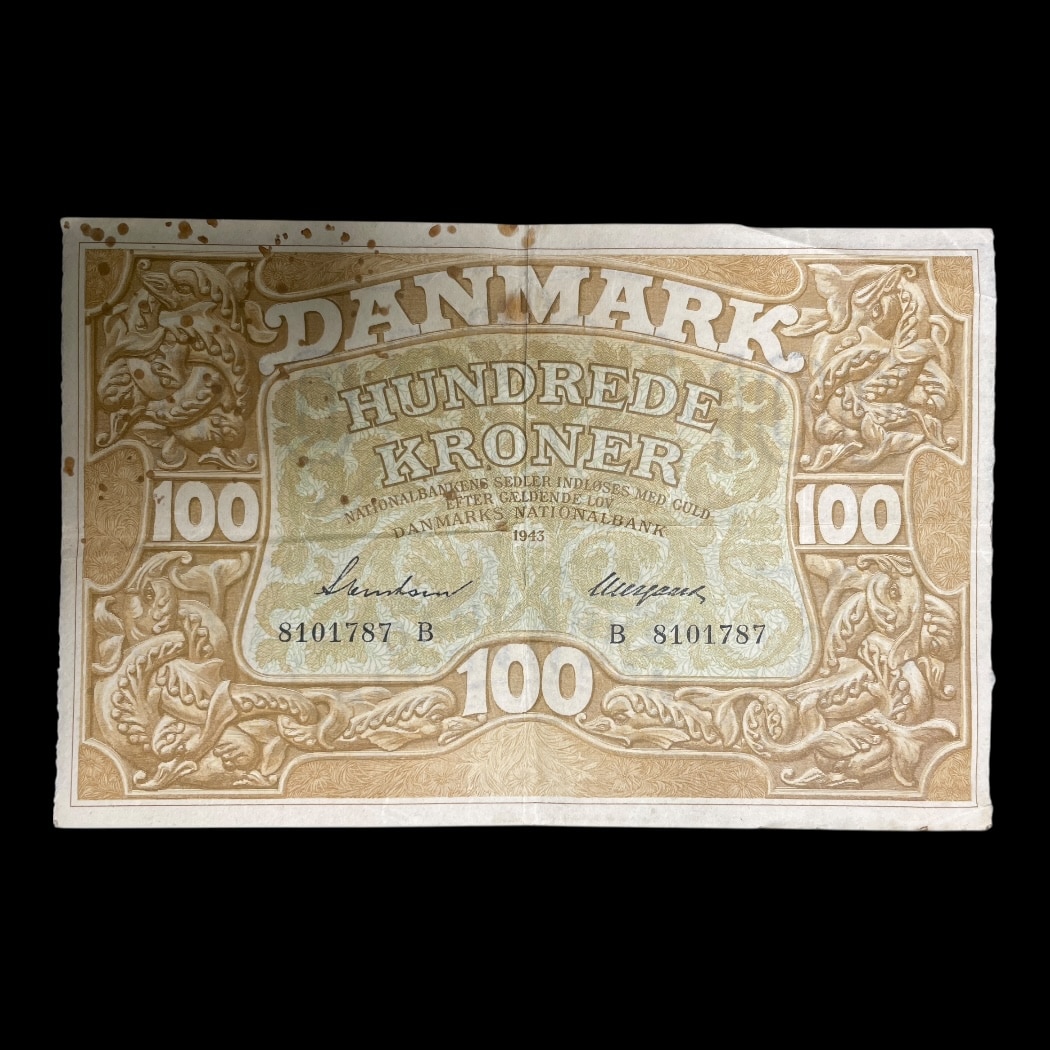 DANMARK
HUNDREDE
KRONER
NATIONALBANKENS SEDLER INDLØSES MED GULD
EFTER GÆLDENDE LOV
DANMARKS NATIONALBANK
100 100
1943
Svendsen
8101787 B B 8101787
100